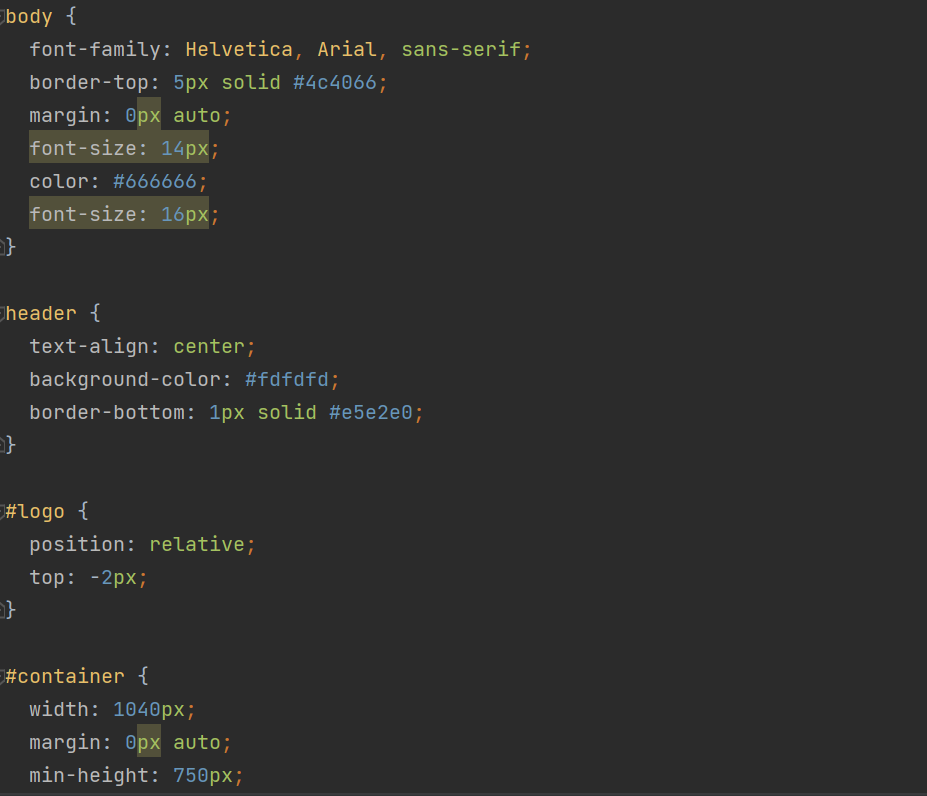 body {
  font-family: Helvetica, Arial, sans-serif;
  border-top: 5px solid #4c4066;
  margin: 0px auto;
  font-size: 14px;
  color: #666666;
  font-size: 16px;
}

header {
  text-align: center;
  background-color: #fdfdfd;
  border-bottom: 1px solid #e5e2e0;
}

#logo {
  position: relative;
  top: -2px;
}

#container {
  width: 1040px;
  margin: 0px auto;
  min-height: 750px;